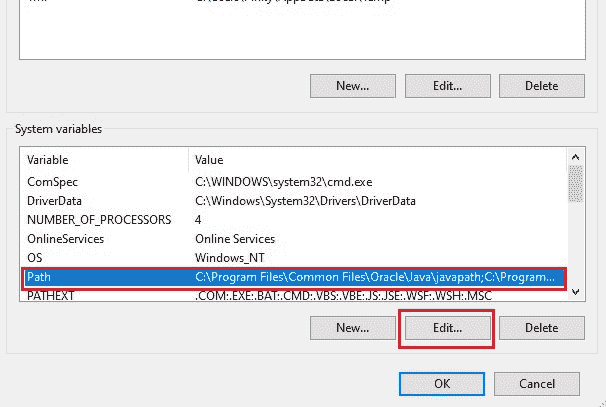 New... Edit... Delete
System variables
Variable Value
ComSpec C:\WINDOWS\system32\cmd.exe
DriverData C:\Windows\System32\Drivers\DriverData
NUMBER_OF_PROCESSORS 4
OnlineServices Online Services
OS Windows_NT
Path C:\Program Files\Common Files\Oracle\Java\javapath;C:\Program...
PATHEXT .COM;.EXE;.BAT;.CMD;.VBS;.VBE;.JS;.JSE;.WSF;.WSH;.MSC
New... Edit... Delete
OK Cancel